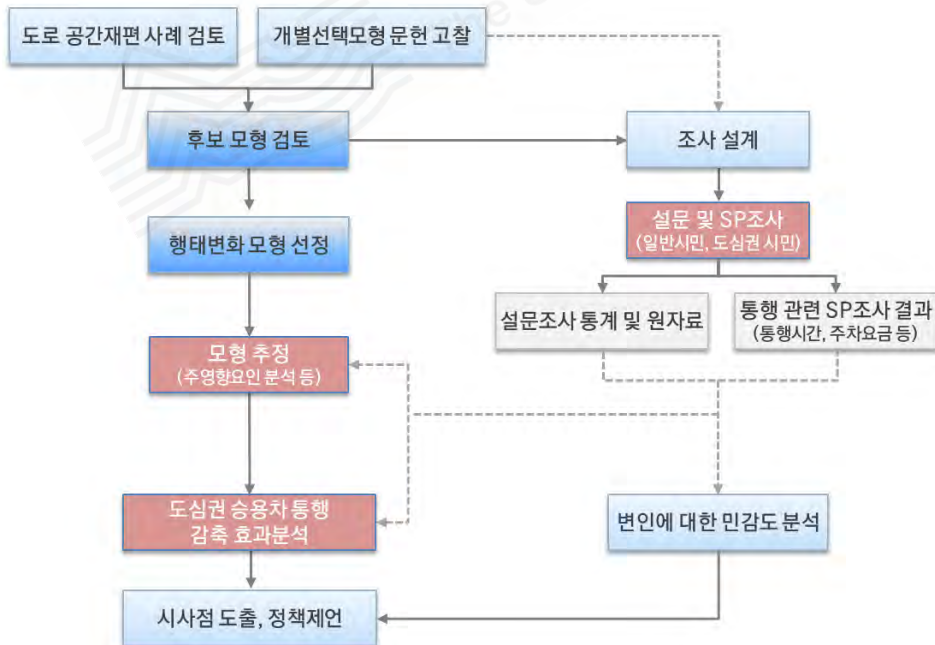 도로 공간재편 사례 검토
개별선택모형 문헌 고찰
후보 모형 검토
조사 설계
행태변화 모형 선정
설문 및 SP조사
(일반시민, 도심권 시민)
설문조사 통계 및 원자료
통행 관련 SP조사 결과
(통행시간, 주차요금 등)
모형 추정
(주영향요인 분석 등)
도심권 승용차 통행
감축 효과분석
변인에 대한 민감도 분석
시사점 도출, 정책제언